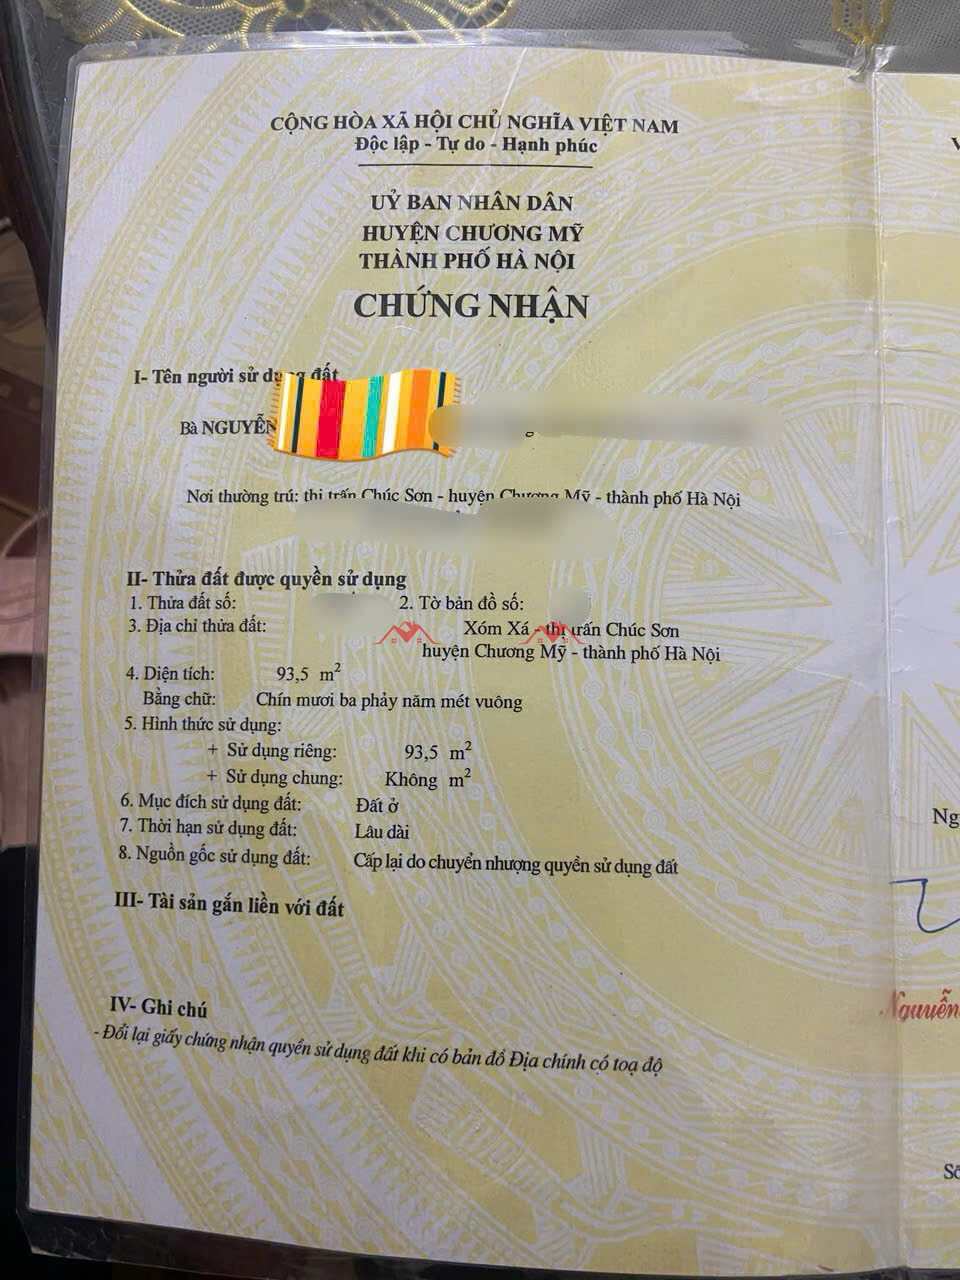 CỘNG HÒA XÃ HỘI CHỦ NGHĨA VIỆT NAM
Độc lập - Tự do - Hạnh phúc
UỶ BAN NHÂN DÂN
HUYỆN CHƯƠNG MỸ
THÀNH PHỐ HÀ NỘI
CHỨNG NHẬN
I- Tên người sử dụng đất
Bà NGUYỄN
Nơi thường trú: thị trấn Chúc Sơn - huyện Chương Mỹ - thành phố Hà Nội
II- Thửa đất được quyền sử dụng
1. Thửa đất số: 2. Tờ bản đồ số:
3. Địa chỉ thửa đất: Xóm Xá - thị trấn Chúc Sơn
huyện Chương Mỹ - thành phố Hà Nội
4. Diện tích: 93,5 m²
Bằng chữ: Chín mươi ba phảy năm mét vuông
5. Hình thức sử dụng:
+ Sử dụng riêng: 93,5 m²
+ Sử dụng chung: Không m²
6. Mục đích sử dụng đất: Đất ở
7. Thời hạn sử dụng đất: Lâu dài
8. Nguồn gốc sử dụng đất: Cấp lại do chuyển nhượng quyền sử dụng đất
III- Tài sản gắn liền với đất
IV- Ghi chú
- Đổi lại giấy chứng nhận quyền sử dụng đất khi có bản đồ Địa chính có toạ độ
Nguyễn